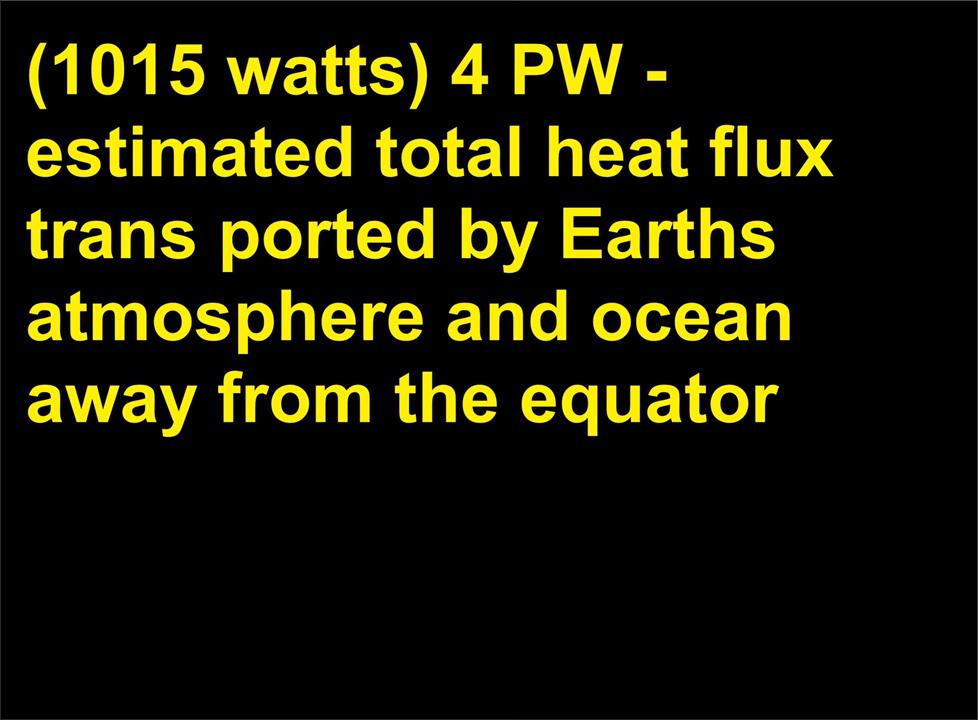 (1015 watts) 4 PW -
estimated total heat flux
trans ported by Earths
atmosphere and ocean
away from the equator